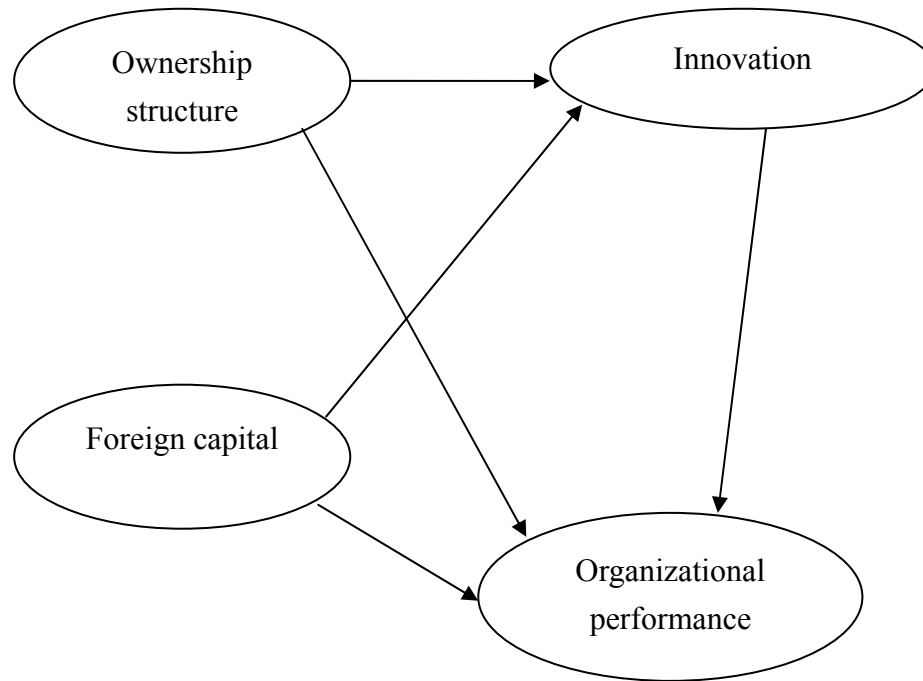 Ownership
structure
Innovation
Foreign capital
Organizational
performance